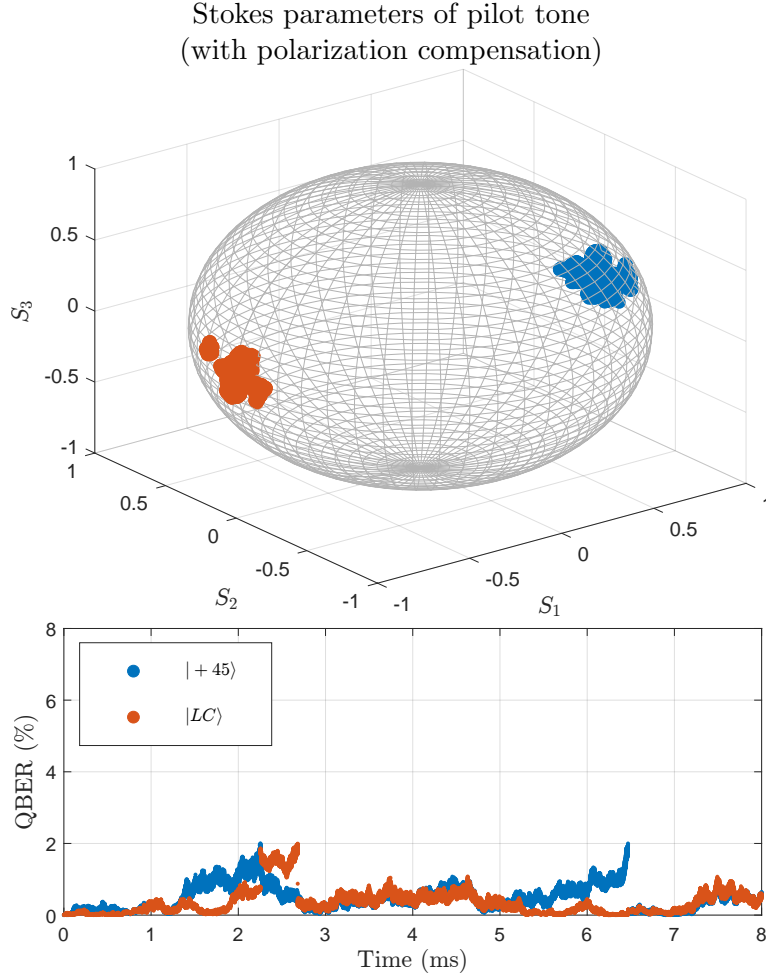 Stokes parameters of pilot tone
(with polarization compensation)
1
0.5
0
-0.5
-1
S₃
1
0.5
0
-0.5
-1
S₂
-1
-0.5
0
0.5
S₁
8
6
4
2
0
QBER (%)
| + 45⟩
|LC⟩
0 1 2 3 4 5 6 7 8
Time (ms)